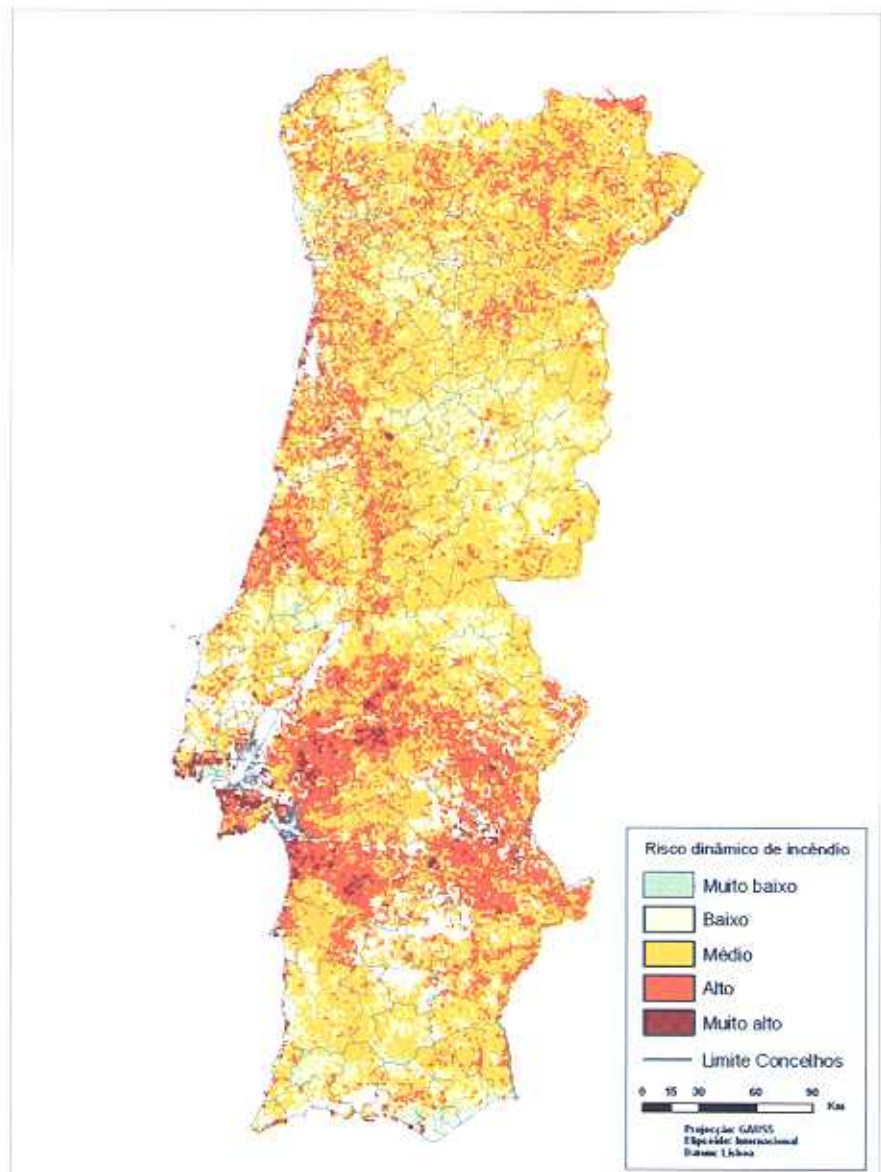 Risco dinâmico de incêndio
Muito baixo
Baixo
Médio
Alto
Muito alto
Limite Concelhos
0 15 30 60 90
Km
Projecção: GAUSS
Elipsóide: Internacional
Datum: Lisboa